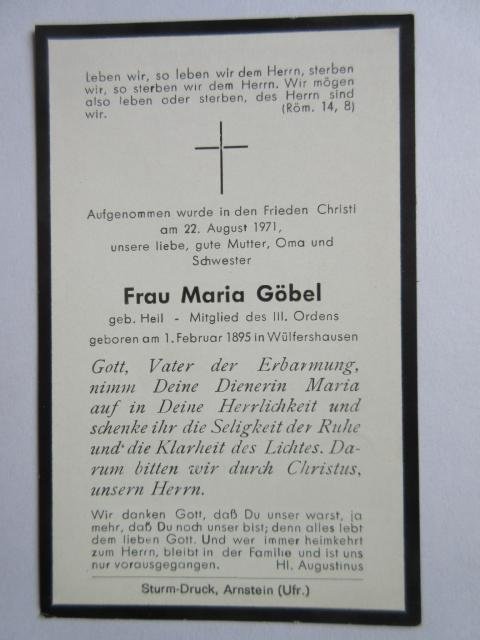 Leben wir, so leben wir dem Herrn, sterben
wir, so sterben wir dem Herrn. Wir mögen
also leben oder sterben, des Herrn sind
wir. (Röm. 14, 8)
Aufgenommen wurde in den Frieden Christi
am 22. August 1971,
unsere liebe, gute Mutter, Oma und
Schwester
Frau Maria Göbel
geb. Heil - Mitglied des III. Ordens
geboren am 1. Februar 1895 in Wülfershausen
Gott, Vater der Erbarmung,
nimm Deine Dienerin Maria
auf in Deine Herrlichkeit und
schenke ihr die Seligkeit der Ruhe
und die Klarheit des Lichtes. Da-
rum bitten wir durch Christus,
unsern Herrn.
Wir danken Gott, daß Du unser warst, ja
mehr, daß Du noch unser bist; denn alles lebt
dem lieben Gott. Und wer immer heimkehrt
zum Herrn, bleibt in der Familie und ist uns
nur vorausgegangen. Hl. Augustinus
Sturm-Druck, Arnstein (Ufr.)